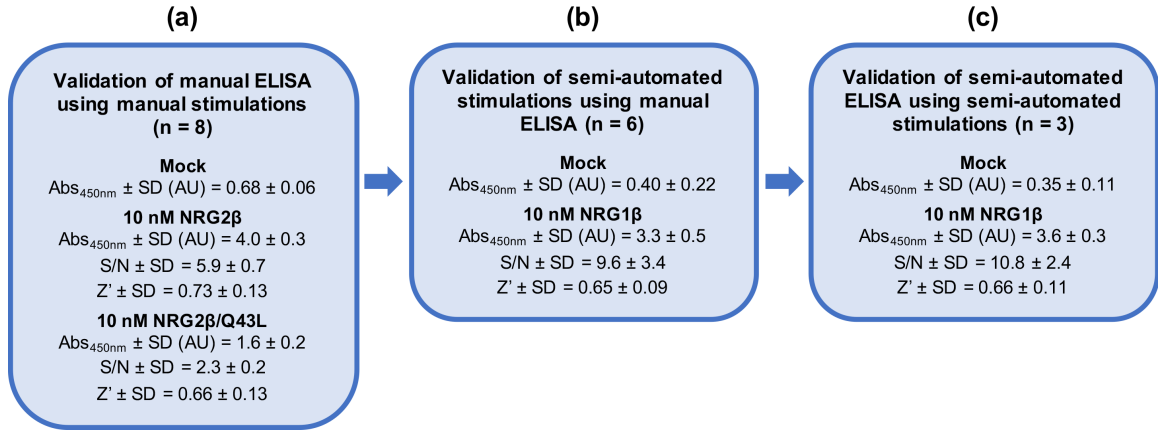 (a)
Validation of manual ELISA
using manual stimulations
(n = 8)
Mock
Abs450nm ± SD (AU) = 0.68 ± 0.06
10 nM NRG2β
Abs450nm ± SD (AU) = 4.0 ± 0.3
S/N ± SD = 5.9 ± 0.7
Z’ ± SD = 0.73 ± 0.13
10 nM NRG2β/Q43L
Abs450nm ± SD (AU) = 1.6 ± 0.2
S/N ± SD = 2.3 ± 0.2
Z’ ± SD = 0.66 ± 0.13
(b)
Validation of semi-automated
stimulations using manual
ELISA (n = 6)
Mock
Abs450nm ± SD (AU) = 0.40 ± 0.22
10 nM NRG1β
Abs450nm ± SD (AU) = 3.3 ± 0.5
S/N ± SD = 9.6 ± 3.4
Z’ ± SD = 0.65 ± 0.09
(c)
Validation of semi-automated
ELISA using semi-automated
stimulations (n = 3)
Mock
Abs450nm ± SD (AU) = 0.35 ± 0.11
10 nM NRG1β
Abs450nm ± SD (AU) = 3.6 ± 0.3
S/N ± SD = 10.8 ± 2.4
Z’ ± SD = 0.66 ± 0.11